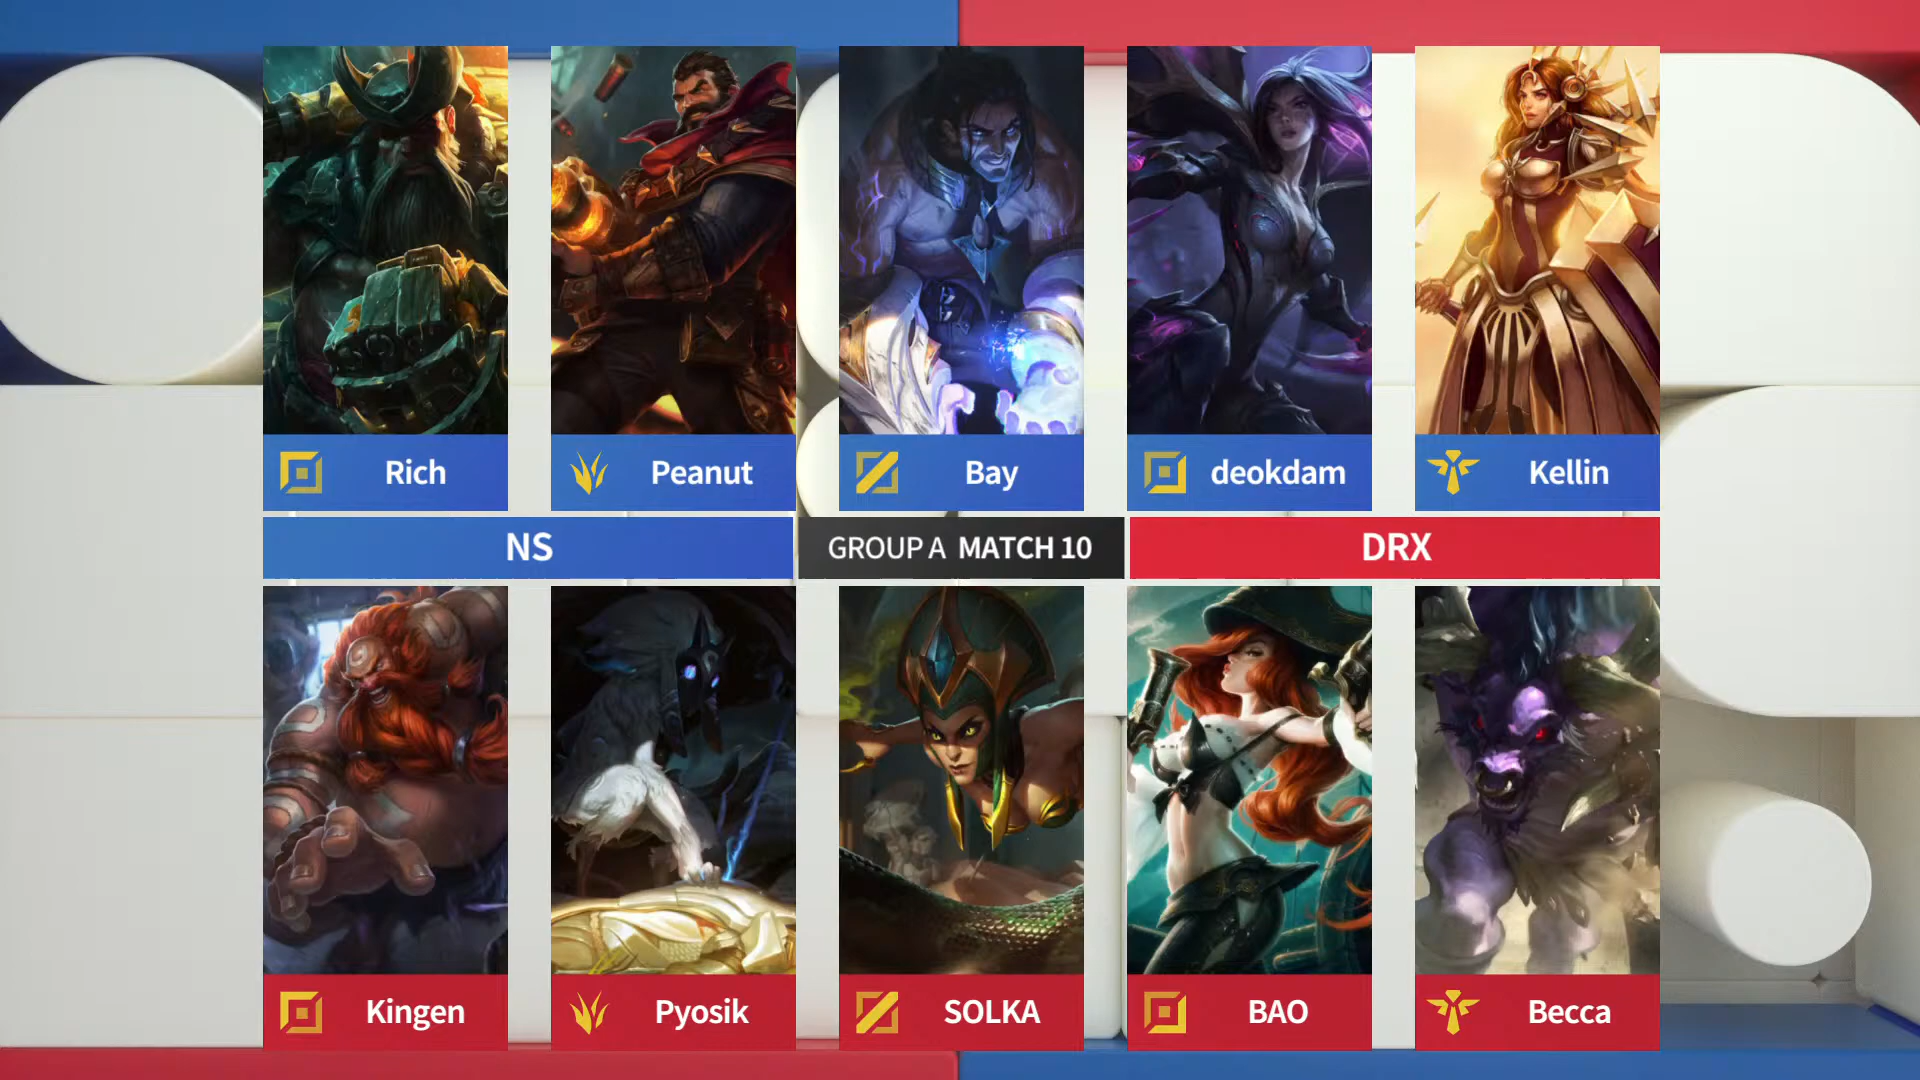 Rich
Peanut
Bay
deokdam
Kellin
NS
GROUP A MATCH 10
DRX
Kingen
Pyosik
SOLKA
BAO
Becca